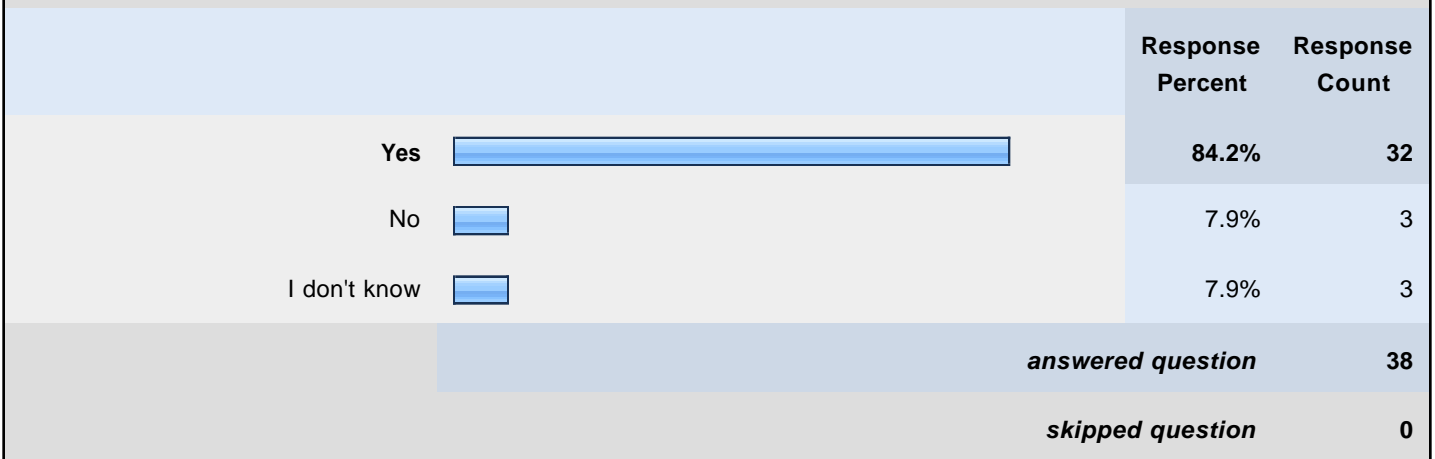 Response Response
Percent Count
Yes 84.2% 32
No 7.9% 3
I don't know 7.9% 3
answered question 38
skipped question 0